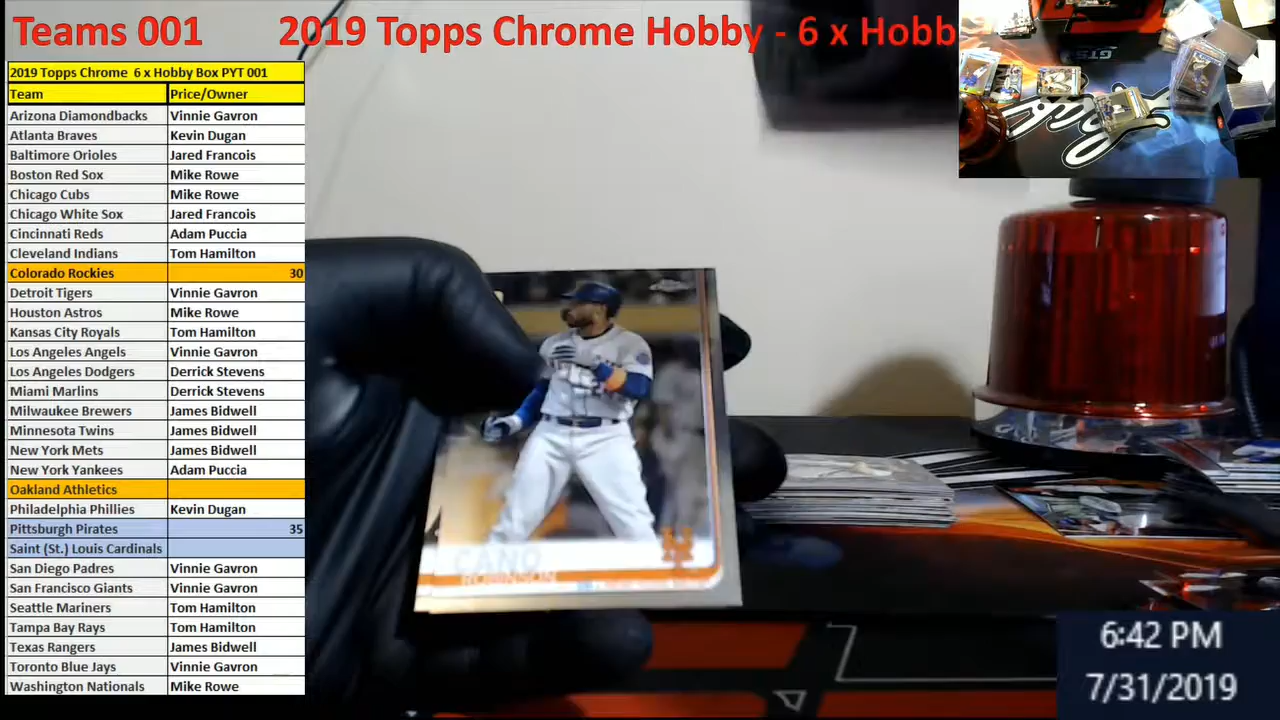 Teams 001 2019 Topps Chrome Hobby - 6 x Hobb
2019 Topps Chrome 6 x Hobby Box PYT 001
Team Price/Owner
Arizona Diamondbacks Vinnie Gavron
Atlanta Braves Kevin Dugan
Baltimore Orioles Jared Francois
Boston Red Sox Mike Rowe
Chicago Cubs Mike Rowe
Chicago White Sox Jared Francois
Cincinnati Reds Adam Puccia
Cleveland Indians Tom Hamilton
Colorado Rockies 30
Detroit Tigers Vinnie Gavron
Houston Astros Mike Rowe
Kansas City Royals Tom Hamilton
Los Angeles Angels Vinnie Gavron
Los Angeles Dodgers Derrick Stevens
Miami Marlins Derrick Stevens
Milwaukee Brewers James Bidwell
Minnesota Twins James Bidwell
New York Mets James Bidwell
New York Yankees Adam Puccia
Oakland Athletics
Philadelphia Phillies Kevin Dugan
Pittsburgh Pirates 35
Saint (St.) Louis Cardinals
San Diego Padres Vinnie Gavron
San Francisco Giants Vinnie Gavron
Seattle Mariners Tom Hamilton
Tampa Bay Rays Tom Hamilton
Texas Rangers James Bidwell
Toronto Blue Jays Vinnie Gavron
Washington Nationals Mike Rowe
CANO
ROBINSON
6:42 PM
7/31/2019